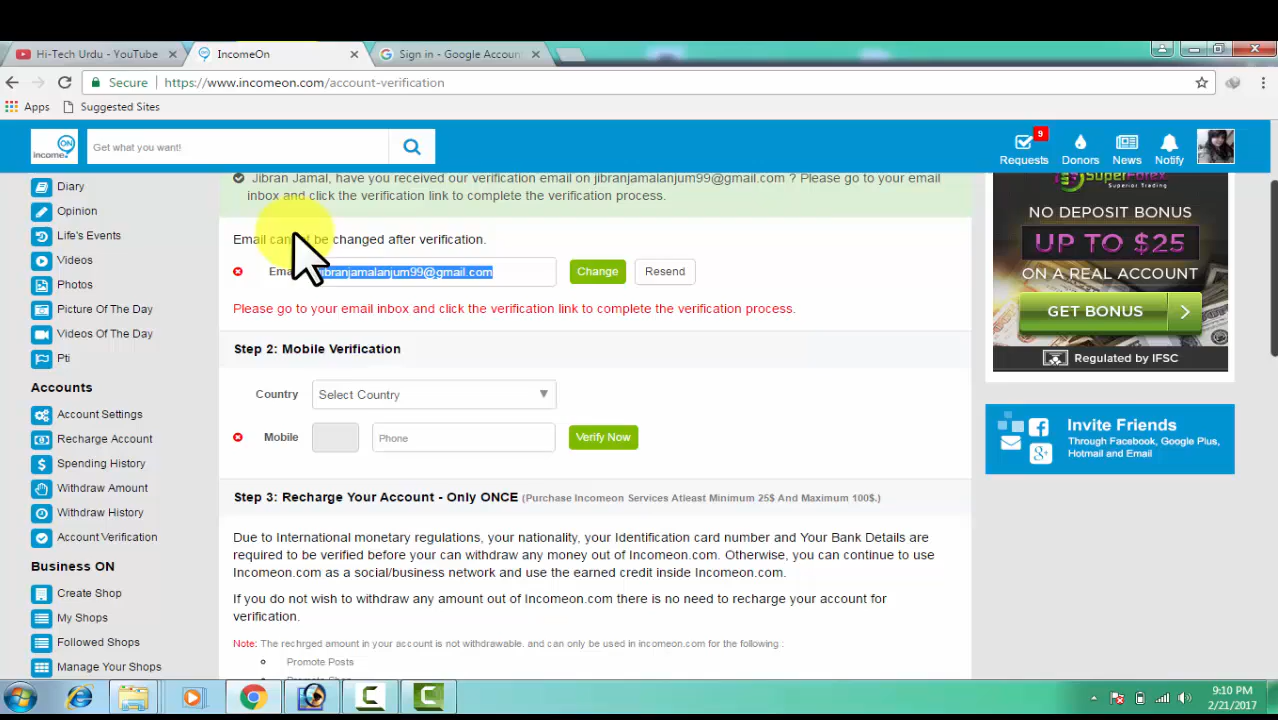 Hi-Tech Urdu - YouTube
IncomeOn
Sign in - Google Accoun
Secure
https://www.incomeon.com/account-verification
Apps
Suggested Sites
income ON
Get what you want!
9
Requests
Donors
News
Notify
Diary
Opinion
Life's Events
Videos
Photos
Picture Of The Day
Videos Of The Day
Pti
Accounts
Account Settings
Recharge Account
Spending History
Withdraw Amount
Withdraw History
Account Verification
Business ON
Create Shop
My Shops
Followed Shops
Manage Your Shops
Jibran Jamal, have you received our verification email on jibranjamalanjum99@gmail.com ? Please go to your email
inbox and click the verification link to complete the verification process.
Email be changed after verification.
jibranjamalanjum99@gmail.com
Change
Resend
Please go to your email inbox and click the verification link to complete the verification process.
Step 2: Mobile Verification
Country
Select Country
Mobile
Phone
Verify Now
Step 3: Recharge Your Account - Only ONCE (Purchase Incomeon Services Atleast Minimum 25$ And Maximum 100$.)
Due to International monetary regulations, your nationality, your Identification card number and Your Bank Details are
required to be verified before your can withdraw any money out of Incomeon.com. Otherwise, you can continue to use
Incomeon.com as a social/business network and use the earned credit inside Incomeon.com.
If you do not wish to withdraw any amount out of Incomeon.com there is no need to recharge your account for
verification.
Note: The rechrged amount in your account is not withdrawable. and can only be used in incomeon.com for the following :
Promote Posts
SuperForex
Superior Trading
NO DEPOSIT BONUS
UP TO $25
ON A REAL ACCOUNT
GET BONUS
Regulated by IFSC
Invite Friends
Through Facebook, Google Plus,
Hotmail and Email
9:10 PM
2/21/2017